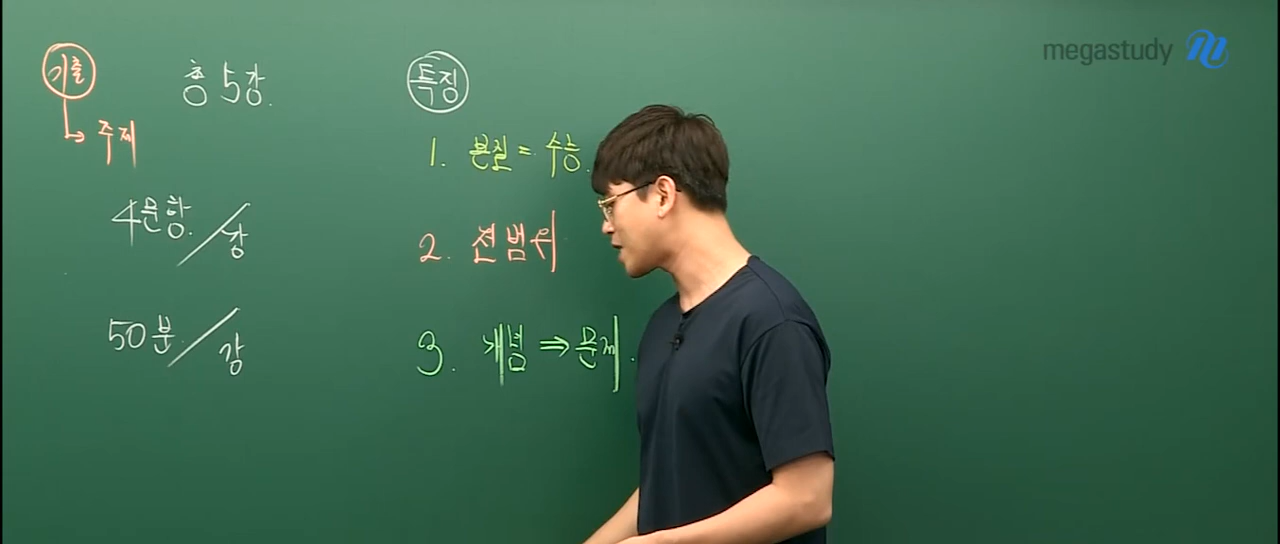 megastudy
기출
→ 주제
총 5강.
4문항/강
50분/강
특징
1. 본질 = 수능.
2. 전범위
3. 개념 ⇒ 문제.